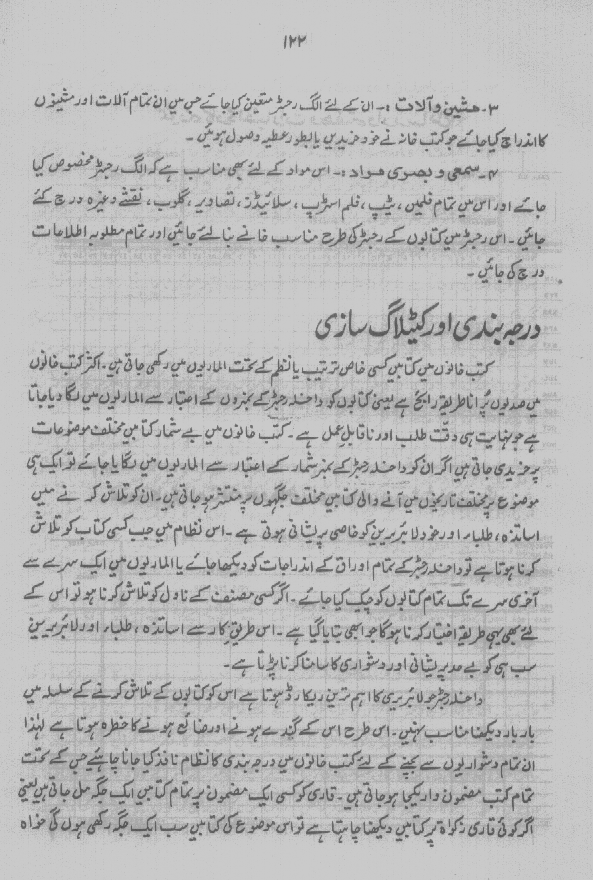 ۱۲۲
۳۔ مشین و آلات :۔ ان کے لئے الگ رجسٹر متعین کیا جائے جس میں ان تمام آلات اور مشینوں
کا اندراج کیا جائے جو کتب خانہ نے خود خریدیں یا بطور عطیہ وصول ہوئیں۔
۴۔ سمعی و بصری مواد :۔ اس مواد کے لئے بھی مناسب ہے کہ الگ رجسٹر مخصوص کیا
جائے اور اس میں تمام فلمیں، ٹیپ، فلم اسٹرپ، سلائیڈز، تصاویر، گلوب، نقشے وغیرہ درج کئے
جائیں۔ اس رجسٹر میں کتابوں کے رجسٹر کی طرح مناسب خانے بنا لئے جائیں اور تمام مطلوبہ اطلاعات
درج کی جائیں۔
درجہ بندی اور کٹیلاگ سازی
کتب خانوں میں کتابیں کسی خاص ترتیب یا نظم کے تحت الماریوں میں رکھی جاتی ہیں۔ اکثر کتب خانوں
میں صدیوں پُرانا طریقہ رائج ہے یعنی کتابوں کو داخلہ رجسٹر کے نمبروں کے اعتبار سے الماریوں میں لگا دیا جاتا
ہے جو نہایت ہی دقّت طلب اور ناقابلِ عمل ہے۔ کتب خانوں میں بے شمار کتابیں مختلف موضوعات
پر خریدی جاتی ہیں اگر ان کو داخلہ رجسٹر کے نمبر شمار کے اعتبار سے الماریوں میں لگایا جائے تو ایک ہی
موضوع پر مختلف تاریخوں میں آنے والی کتابیں مختلف جگہوں پر منتشر ہو جاتی ہیں۔ ان کو تلاش کرنے میں
اساتذہ، طلباء اور خود لائبریرین کو خاصی پریشانی ہوتی ہے۔ اس نظام میں جب کسی کتاب کو تلاش
کرنا ہوتا ہے تو داخلہ رجسٹر کے تمام اوراق کے اندراجات کو دیکھا جائے یا الماریوں میں ایک سرے سے
آخری سرے تک تمام کتابوں کو چیک کیا جائے۔ اگر کسی مصنف کے ناول کو تلاش کرنا ہو تو اس کے
لئے بھی یہی طریقہ اختیار کرنا ہوگا جو ابھی بتایا گیا ہے۔ اس طریقِ کار سے اساتذہ، طلباء اور لائبریرین
سب ہی کو بے حد پریشانی اور دشواری کا سامنا کرنا پڑتا ہے۔
داخلہ رجسٹر جو لائبریری کا اہم ترین ریکارڈ ہوتا ہے اس کو کتابوں کے تلاش کرنے کے سلسلہ میں
بار بار دیکھنا مناسب نہیں۔ اس طرح اس کے گندے ہونے اور ضائع ہونے کا خطرہ ہوتا ہے لہٰذا
ان تمام دشواریوں سے بچنے کے لئے کتب خانوں میں درجہ بندی کا نظام نافذ کیا جانا چاہئے جس کے تحت
تمام کتب مضمون وار یکجا ہو جاتی ہیں۔ قاری کو کسی ایک مضمون پر تمام کتابیں ایک جگہ مل جاتی ہیں یعنی
اگر کوئی قاری زکواۃ پر کتابیں دیکھنا چاہتا ہے تو اس موضوع کی کتابیں سب ایک جگہ رکھی ہوں گی خواہ